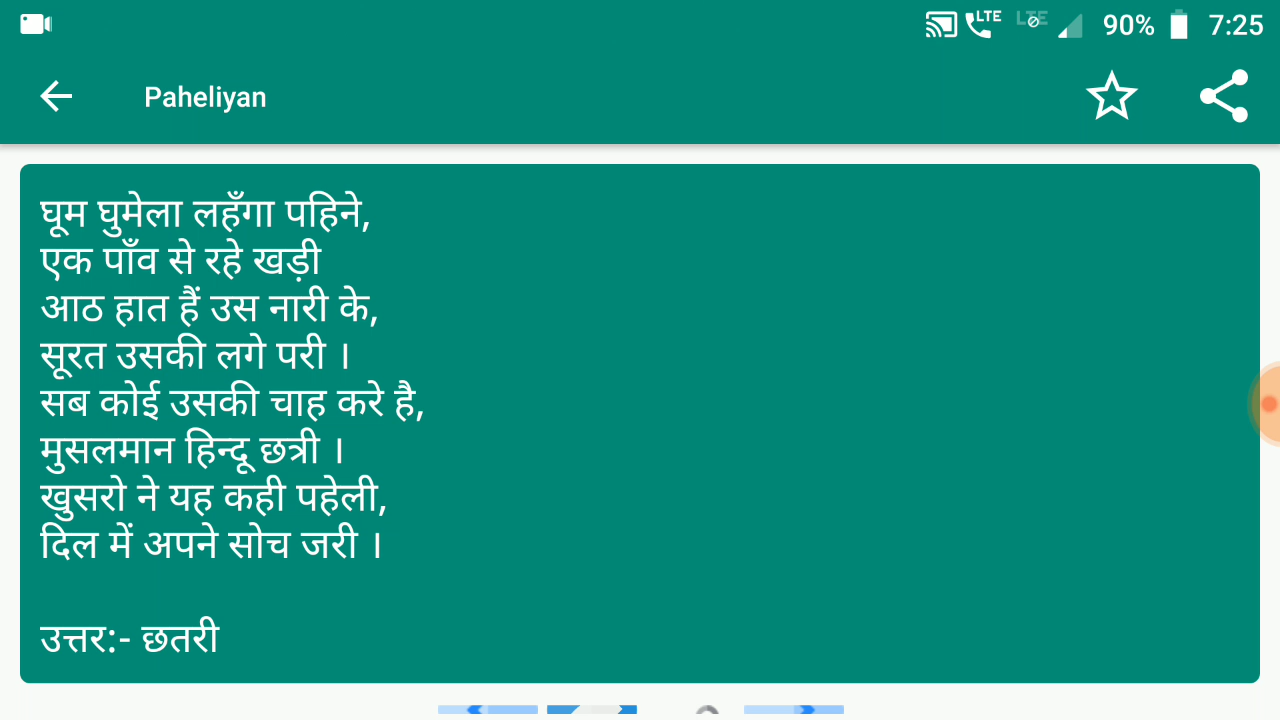 LTE LTE 90% 7:25
Paheliyan
घूम घुमेला लहँगा पहिने,
एक पाँव से रहे खड़ी
आठ हात हैं उस नारी के,
सूरत उसकी लगे परी ।
सब कोई उसकी चाह करे है,
मुसलमान हिन्दू छत्री ।
खुसरो ने यह कही पहेली,
दिल में अपने सोच जरी ।
उत्तर:- छतरी